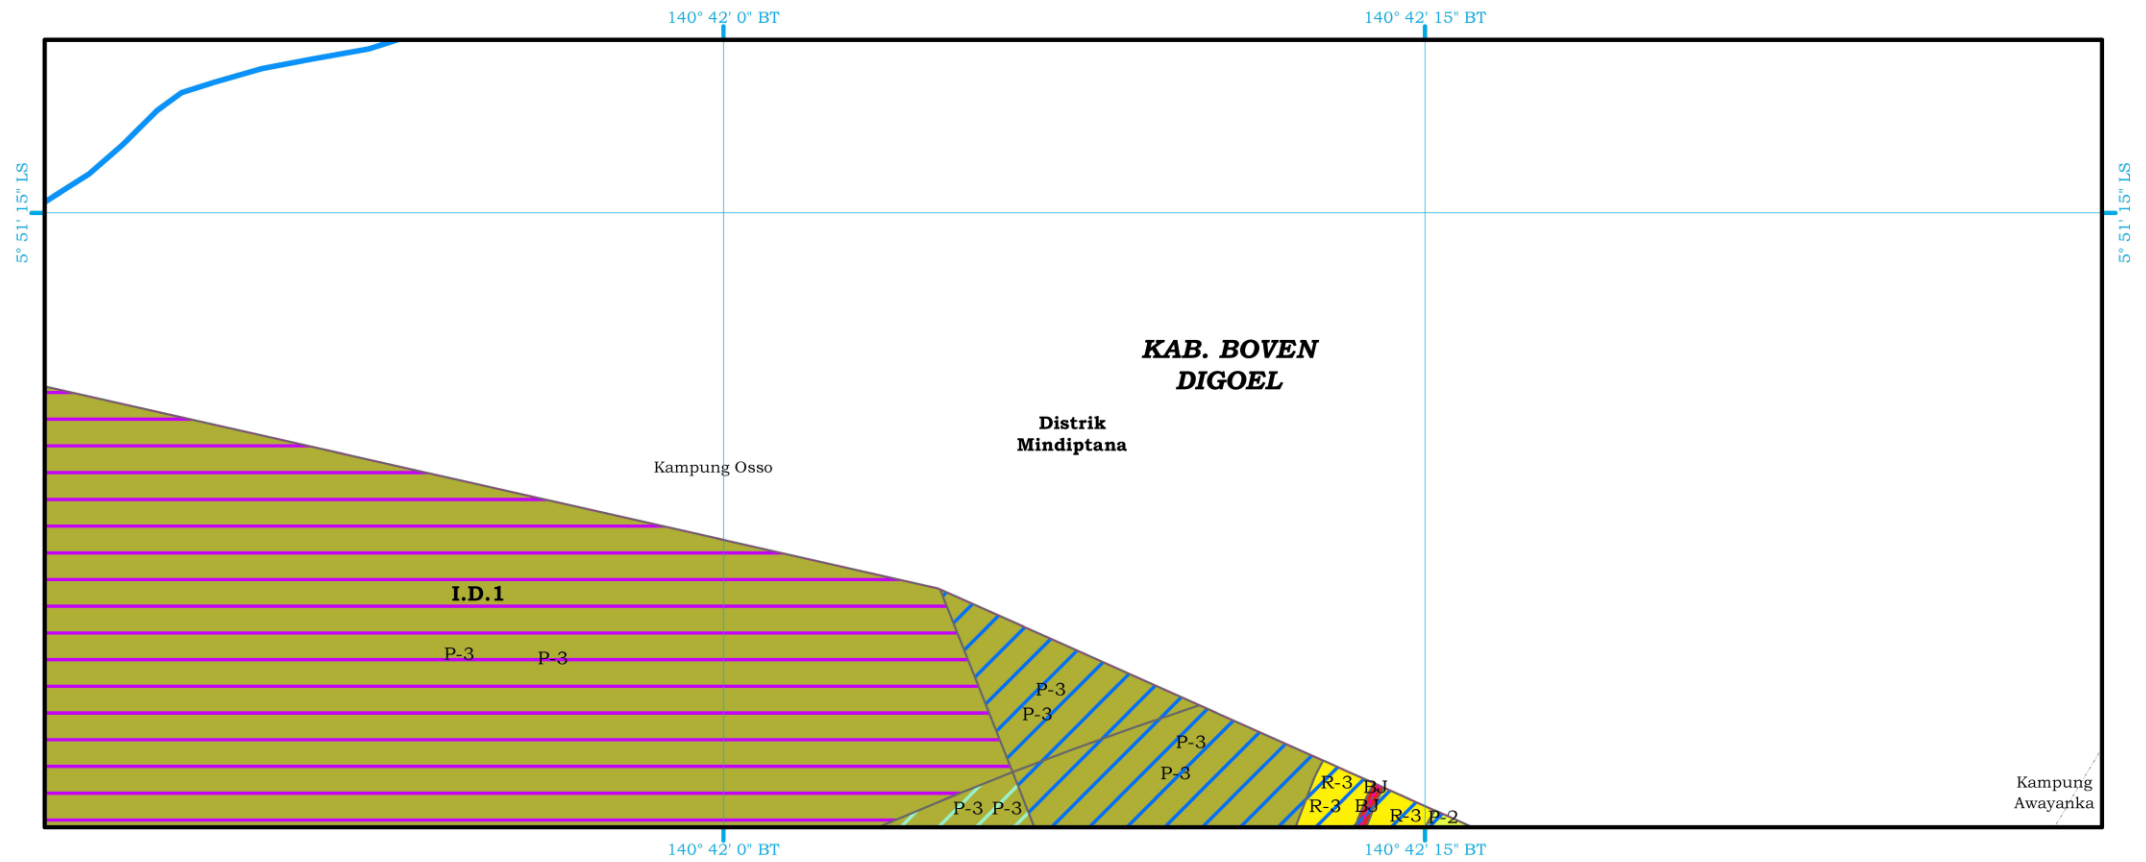 140° 42' 0" BT
140° 42' 15" BT
5° 51' 15" LS
5° 51' 15" LS
KAB. BOVEN
DIGOEL
Distrik
Mindiptana
Kampung Osso
I.D.1
P-3
P-3
P-3
P-3
P-3
P-3
P-3
P-3
R-3
BJ
R-3
BJ
R-3
P-2
Kampung
Awayanka
140° 42' 0" BT
140° 42' 15" BT